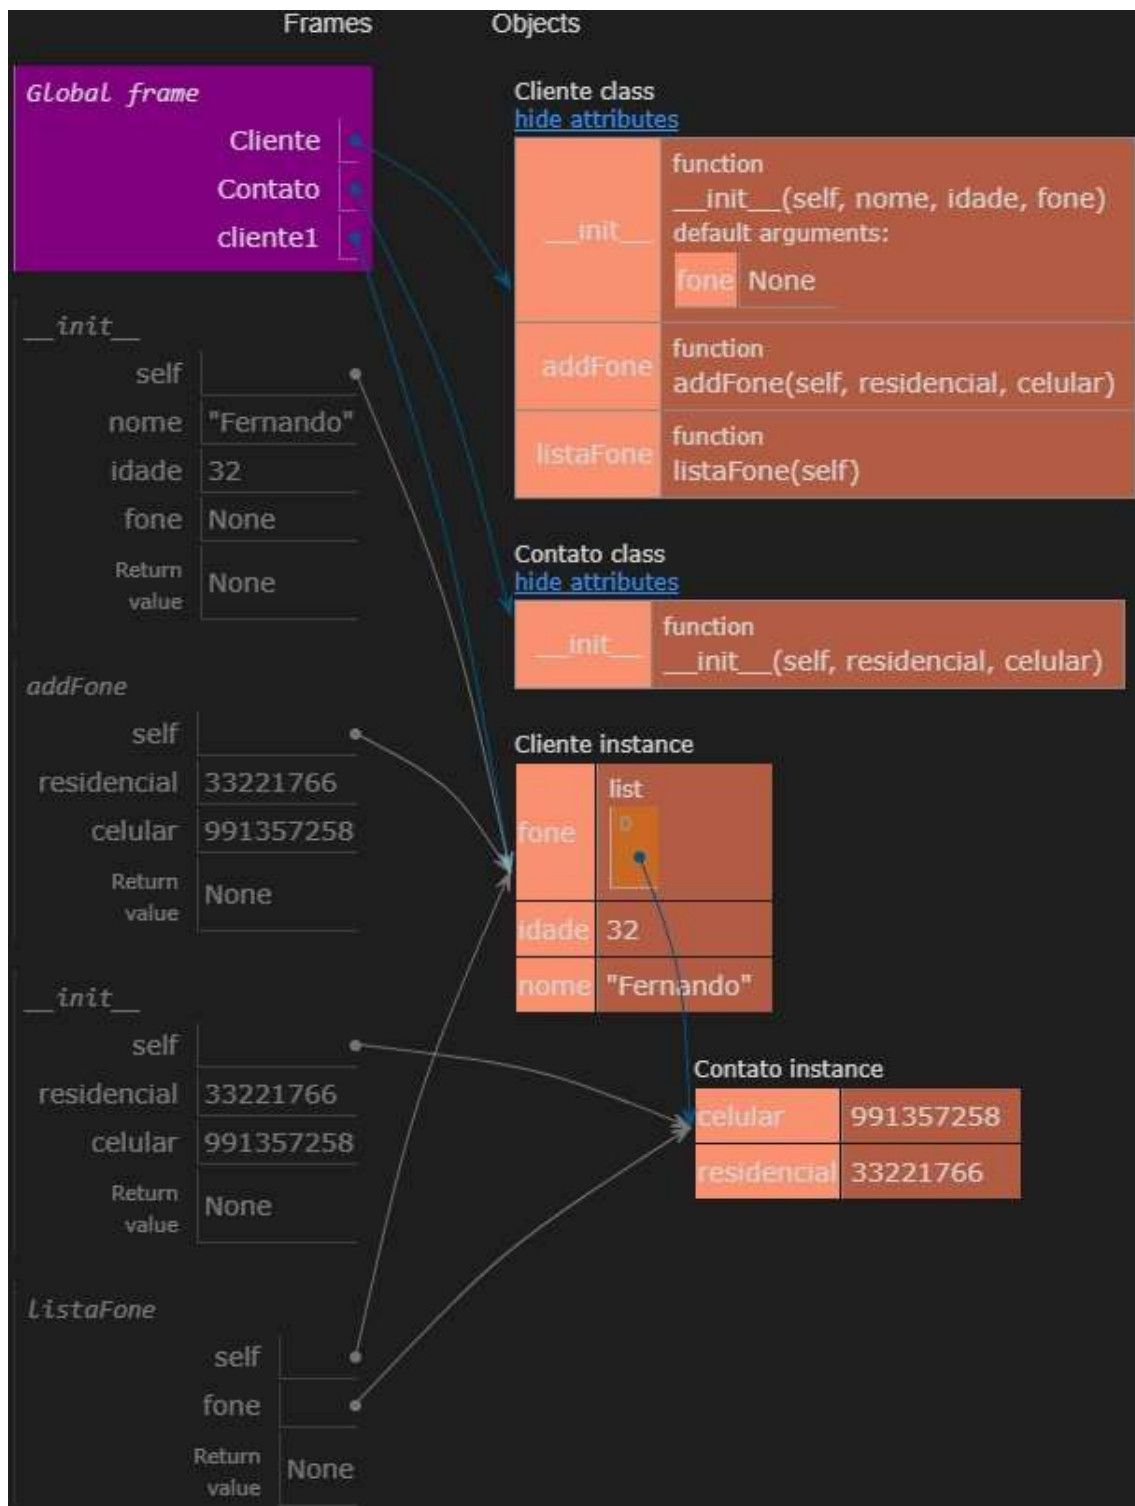 Frames Objects
Global frame
Cliente
Contato
cliente1
__init__
self
nome "Fernando"
idade 32
fone None
Return
value None
addFone
self
residencial 33221766
celular 991357258
Return
value None
__init__
self
residencial 33221766
celular 991357258
Return
value None
listaFone
self
fone
Return
value None
Cliente class
hide attributes
__init__
function
__init__(self, nome, idade, fone)
default arguments:
fone None
addFone
function
addFone(self, residencial, celular)
listaFone
function
listaFone(self)
Contato class
hide attributes
__init__
function
__init__(self, residencial, celular)
Cliente instance
fone
list
0
idade 32
nome "Fernando"
Contato instance
celular 991357258
residencial 33221766